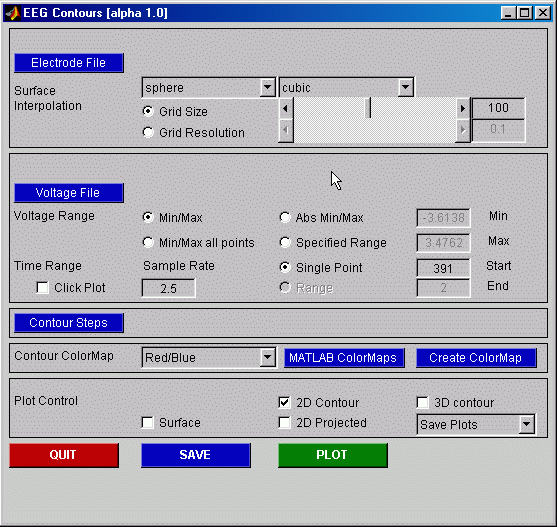 EEG Contours [alpha 1.0]
Electrode File
Surface Interpolation
sphere
cubic
Grid Size
100
Grid Resolution
0.1
Voltage File
Voltage Range
Min/Max
Abs Min/Max
-3.6138
Min
Min/Max all points
Specified Range
3.4762
Max
Time Range
Sample Rate
Single Point
391
Start
Click Plot
2.5
Range
2
End
Contour Steps
Contour ColorMap
Red/Blue
MATLAB ColorMaps
Create ColorMap
Plot Control
2D Contour
3D contour
Surface
2D Projected
Save Plots
QUIT
SAVE
PLOT